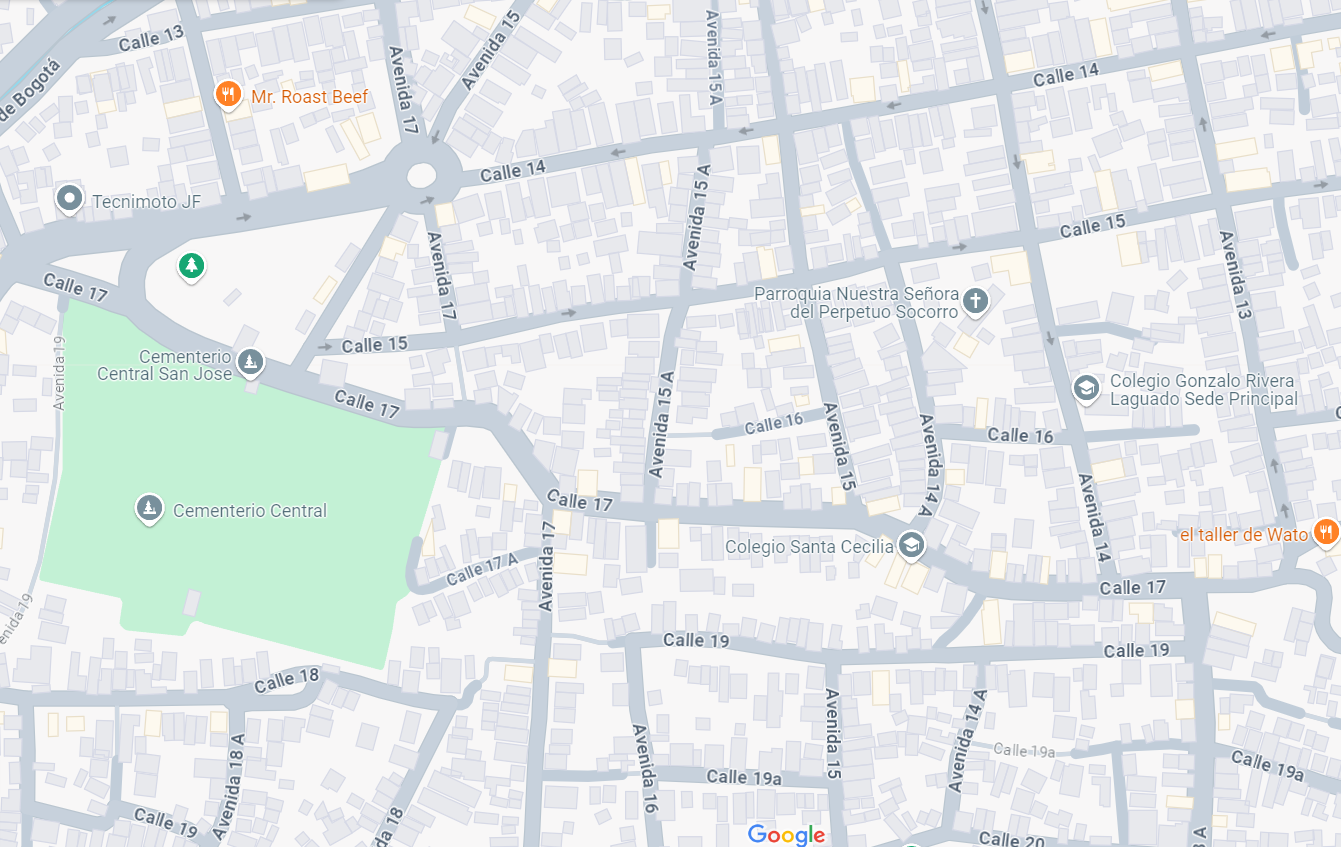 Calle 13
Avenida 15
Avenida 15 A
de Bogotá
Avenida 17
Calle 14
Mr. Roast Beef
Calle 14
Tecnimoto JF
Avenida 15 A
Calle 15
Avenida 17
Avenida 13
Calle 17
Parroquia Nuestra Señora
del Perpetuo Socorro
Calle 15
Avenida 19
Cementerio
Central San Jose
Colegio Gonzalo Rivera
Laguado Sede Principal
Calle 17
Avenida 15 A
Calle 16
Avenida 15
Avenida 14 A
Calle 16
Cementerio Central
Calle 17
Avenida 14
el taller de Wato
Colegio Santa Cecilia
Calle 17 A
Avenida 17
Calle 17
enida 19
Calle 19
Calle 19
Calle 18
Avenida 15
Avenida 14 A
Avenida 18 A
Avenida 16
Calle 19a
Calle 19a
Calle 19a
Calle 19
da 18
Google
Calle 20